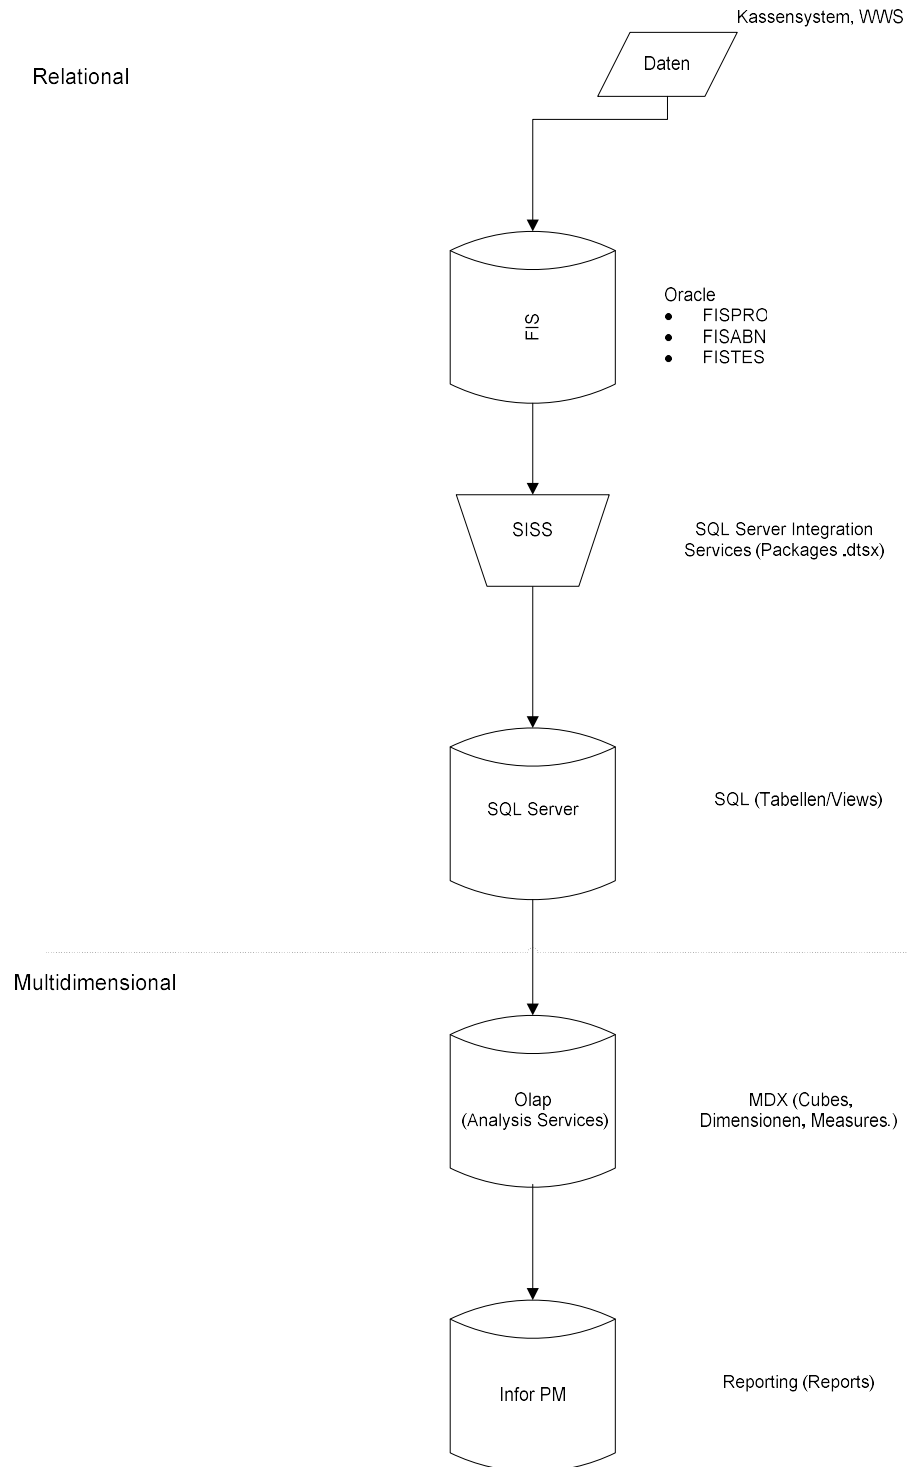 Kassensystem, WWS
Daten
Relational
FIS
Oracle
• FISPRO
• FISABN
• FISTES
SISS
SQL Server Integration
Services (Packages .dtsx)
SQL Server
SQL (Tabellen/Views)
Multidimensional
Olap
(Analysis Services)
MDX (Cubes,
Dimensionen, Measures.)
Infor PM
Reporting (Reports)